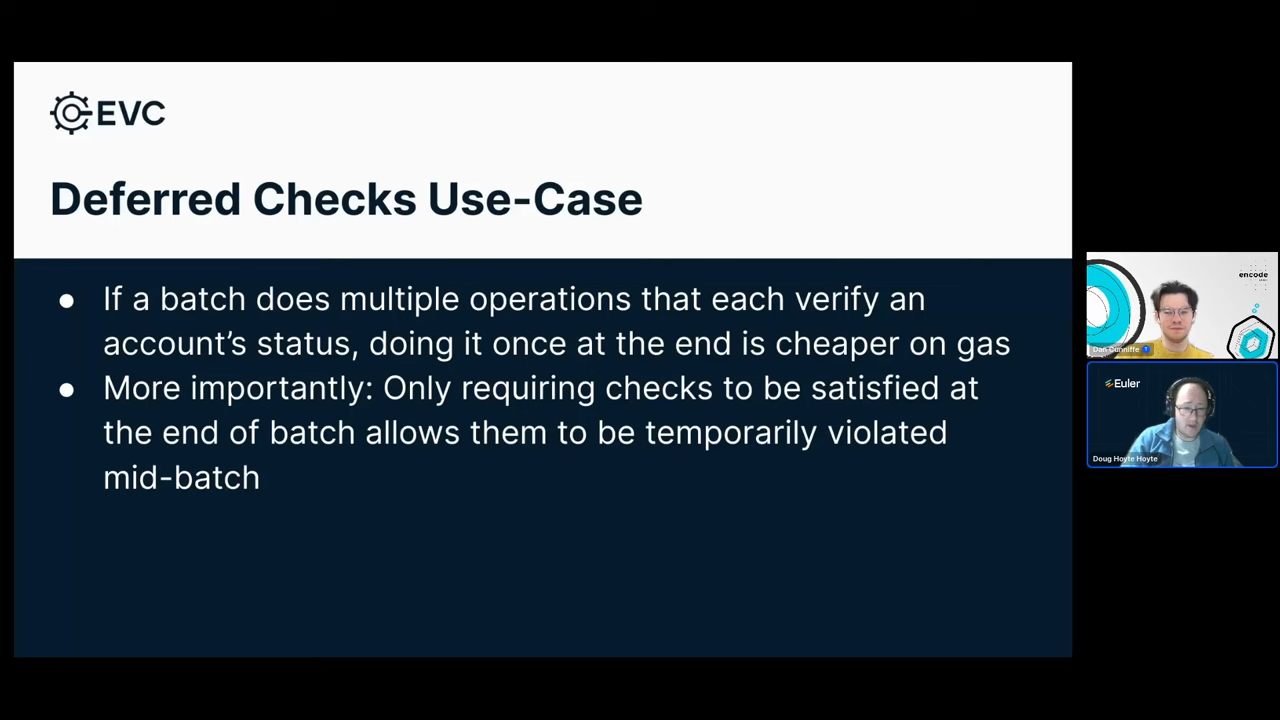 EVC
Deferred Checks Use-Case
● If a batch does multiple operations that each verify an
account’s status, doing it once at the end is cheaper on gas
● More importantly: Only requiring checks to be satisfied at
the end of batch allows them to be temporarily violated
mid-batch
encode
Dan Cunniffe
Euler
Doug Hoyte Hoyte